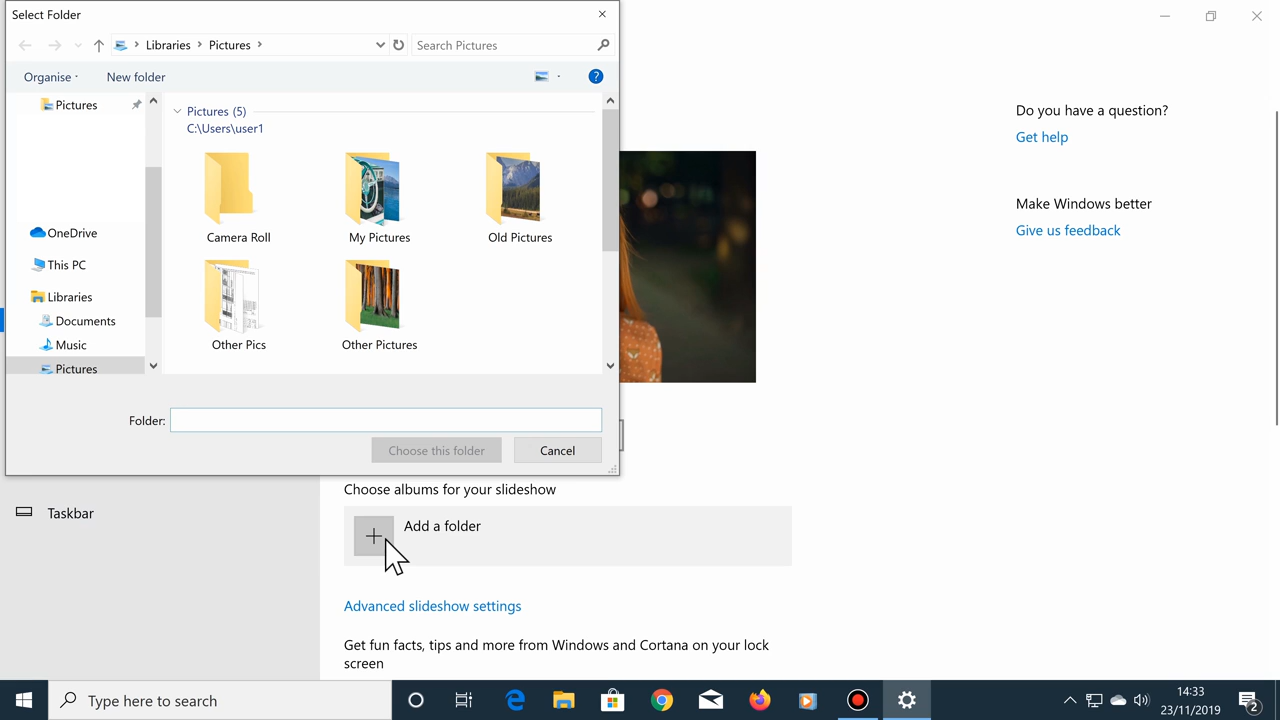 Select Folder
Libraries
Pictures
Search Pictures
Organise
New folder
Pictures
OneDrive
This PC
Libraries
Documents
Music
Pictures
Pictures (5)
C:\Users\user1
Camera Roll
My Pictures
Old Pictures
Other Pics
Other Pictures
Folder:
Choose this folder
Cancel
Do you have a question?
Get help
Make Windows better
Give us feedback
Taskbar
Choose albums for your slideshow
Add a folder
Advanced slideshow settings
Get fun facts, tips and more from Windows and Cortana on your lock
screen
Type here to search
14:33
23/11/2019
2